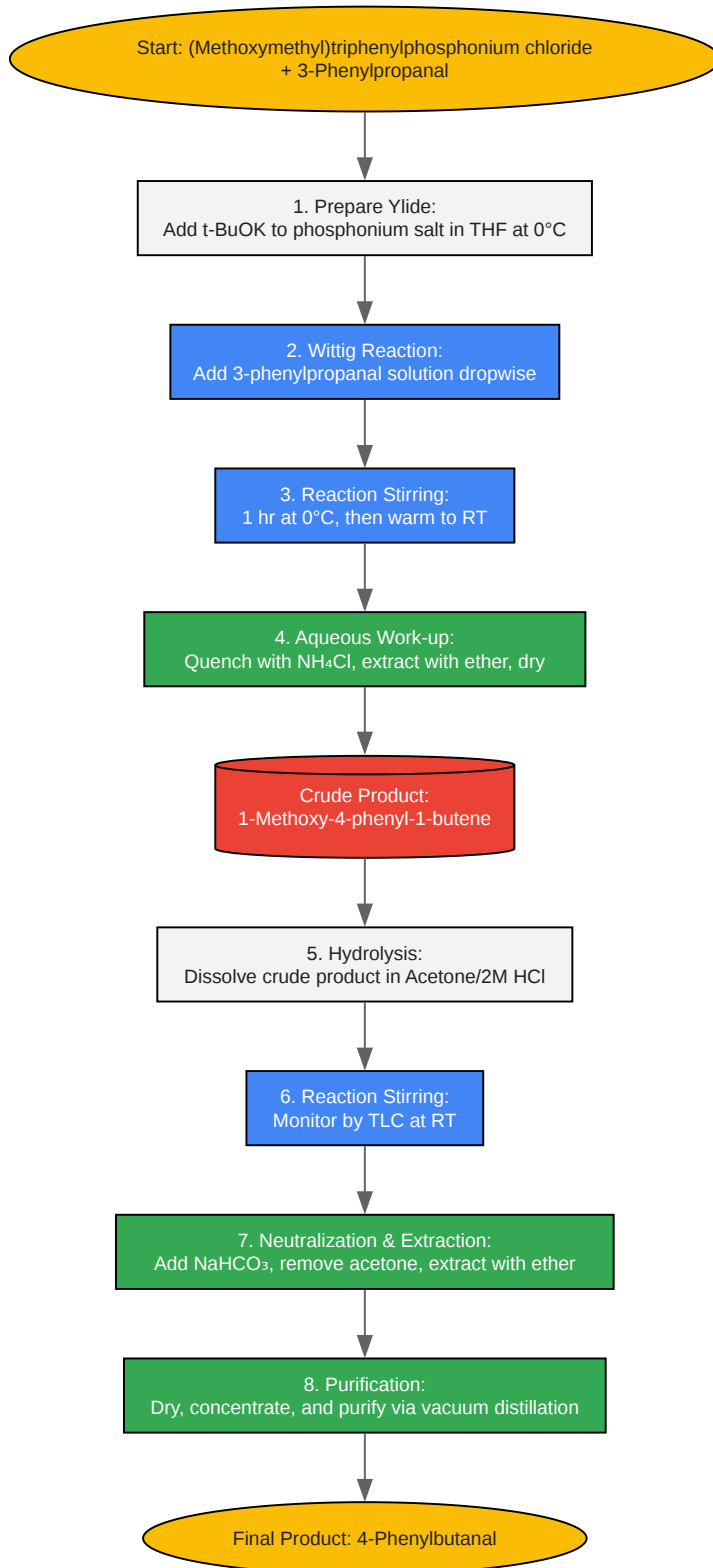 Start: (Methoxymethyl)triphenylphosphonium chloride
+ 3-Phenylpropanal
1. Prepare Ylide:
Add t-BuOK to phosphonium salt in THF at 0°C
2. Wittig Reaction:
Add 3-phenylpropanal solution dropwise
3. Reaction Stirring:
1 hr at 0°C, then warm to RT
4. Aqueous Work-up:
Quench with NH₄Cl, extract with ether, dry
Crude Product:
1-Methoxy-4-phenyl-1-butene
5. Hydrolysis:
Dissolve crude product in Acetone/2M HCl
6. Reaction Stirring:
Monitor by TLC at RT
7. Neutralization & Extraction:
Add NaHCO₃, remove acetone, extract with ether
8. Purification:
Dry, concentrate, and purify via vacuum distillation
Final Product: 4-Phenylbutanal